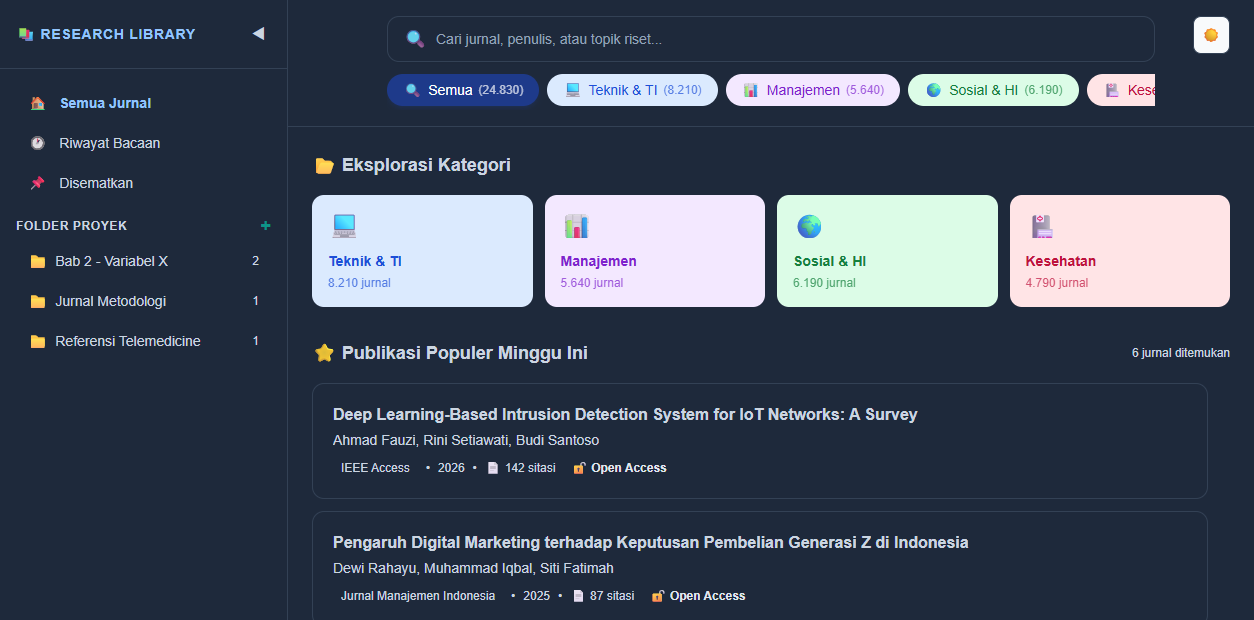 RESEARCH LIBRARY
Semua Jurnal
Riwayat Bacaan
Disematkan
FOLDER PROYEK +
Bab 2 - Variabel X 2
Jurnal Metodologi 1
Referensi Telemedicine 1
Cari jurnal, penulis, atau topik riset...
Semua (24.830) Teknik & TI (8.210) Manajemen (5.640) Sosial & HI (6.190) Kese
Eksplorasi Kategori
Teknik & TI
8.210 jurnal
Manajemen
5.640 jurnal
Sosial & HI
6.190 jurnal
Kesehatan
4.790 jurnal
Publikasi Populer Minggu Ini 6 jurnal ditemukan
Deep Learning-Based Intrusion Detection System for IoT Networks: A Survey
Ahmad Fauzi, Rini Setiawati, Budi Santoso
IEEE Access • 2026 • 142 sitasi Open Access
Pengaruh Digital Marketing terhadap Keputusan Pembelian Generasi Z di Indonesia
Dewi Rahayu, Muhammad Iqbal, Siti Fatimah
Jurnal Manajemen Indonesia • 2025 • 87 sitasi Open Access